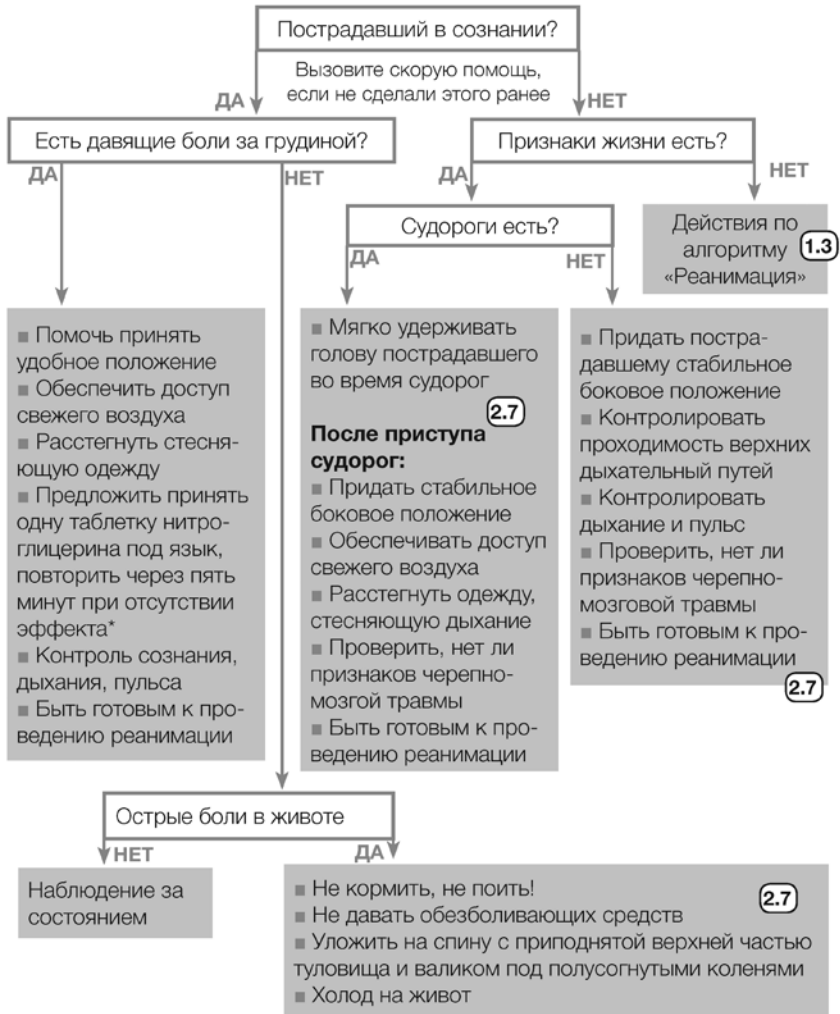 Пострадавший в сознании?
Вызовите скорую помощь,
если не сделали этого ранее
ДА
НЕТ
Есть давящие боли за грудиной?
Признаки жизни есть?
ДА
НЕТ
ДА
НЕТ
Судороги есть?
ДА
НЕТ
Действия по
алгоритму 1.3
«Реанимация»
■ Помочь принять
удобное положение
■ Обеспечить доступ
свежего воздуха
■ Расстегнуть стесня-
ющую одежду
■ Предложить принять
одну таблетку нитро-
глицерина под язык,
повторить через пять
минут при отсутствии
эффекта*
■ Контроль сознания,
дыхания, пульса
■ Быть готовым к про-
ведению реанимации
■ Мягко удерживать
голову пострадавшего
во время судорог
2.7
После приступа
судорог:
■ Придать стабильное
боковое положение
■ Обеспечивать доступ
свежего воздуха
■ Расстегнуть одежду,
стесняющую дыхание
■ Проверить, нет ли
признаков черепно-
мозгой травмы
■ Быть готовым к про-
ведению реанимации
■ Придать постра-
давшему стабильное
боковое положение
■ Контролировать
проходимость верхних
дыхательный путей
■ Контролировать
дыхание и пульс
■ Проверить, нет ли
признаков черепно-
мозговой травмы
■ Быть готовым к про-
ведению реанимации
2.7
Острые боли в животе
НЕТ
ДА
Наблюдение за
состоянием
■ Не кормить, не поить!
2.7
■ Не давать обезболивающих средств
■ Уложить на спину с приподнятой верхней частью
туловища и валиком под полусогнутыми коленями
■ Холод на живот